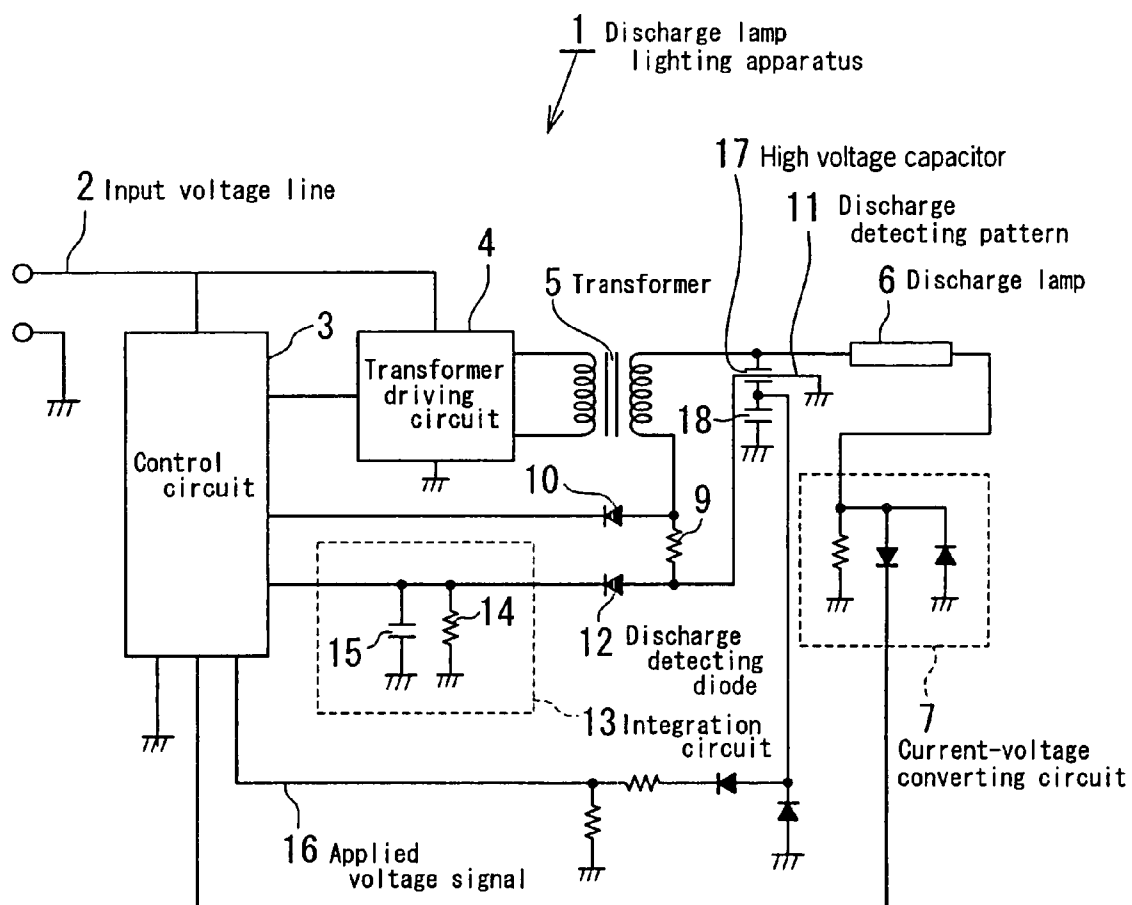 1 Discharge lamp
lighting apparatus
17 High voltage capacitor
2 Input voltage line
11 Discharge
detecting pattern
4
5 Transformer
6 Discharge lamp
3
Transformer
driving
circuit
18
Control
circuit
10
9
14
15
12 Discharge
detecting
diode
13 Integration
circuit
7
Current-voltage
converting circuit
16 Applied
voltage signal